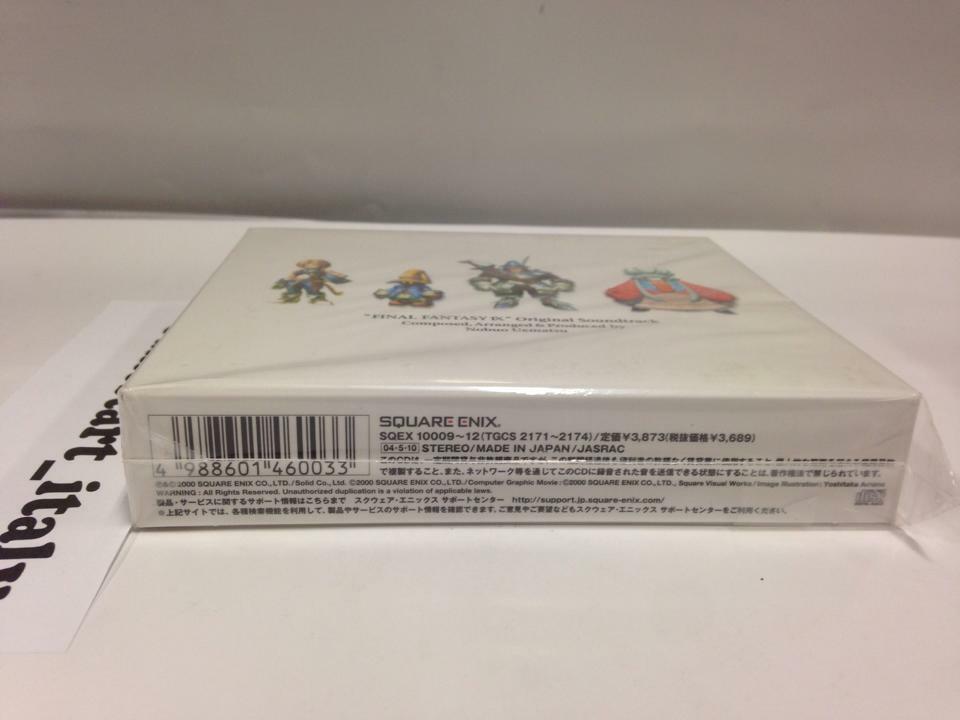 "FINAL FANTASY IX" Original Soundtrack
Composed, Arranged & Produced by
Nobuo Uematsu
SQUARE ENIX.
SQEX 10009~12(TGCS 2171~2174)/定価¥3,873(税抜価格¥3,689)
04·5·10 STEREO/MADE IN JAPAN/JASRAC
4 988601 460033
で複製すること、また、ネットワーク等を通じてこのCDに録音された音を送信できる状態にすることは、著作権法で禁じられています。
℗&©2000 SQUARE ENIX CO.,LTD./Solid Co., Ltd. ©2000 SQUARE ENIX CO.,LTD./Computer Graphic Movie:©2000 SQUARE ENIX CO.,LTD., Square Visual Works/Image Illustration: Yoshitaka Amano
WARNING : All Rights Reserved. Unauthorized duplication is a violation of applicable laws.
製品・サービスに関するサポート情報はこちらまで スクウェア・エニックス サポートセンター http://support.jp.square-enix.com/
※上記サイトでは、各種検索機能を利用して、製品やサービスのサポート情報を確認できます。ご意見やご要望などもスクウェア・エニックス サポートセンターをご利用ください。
art_italy